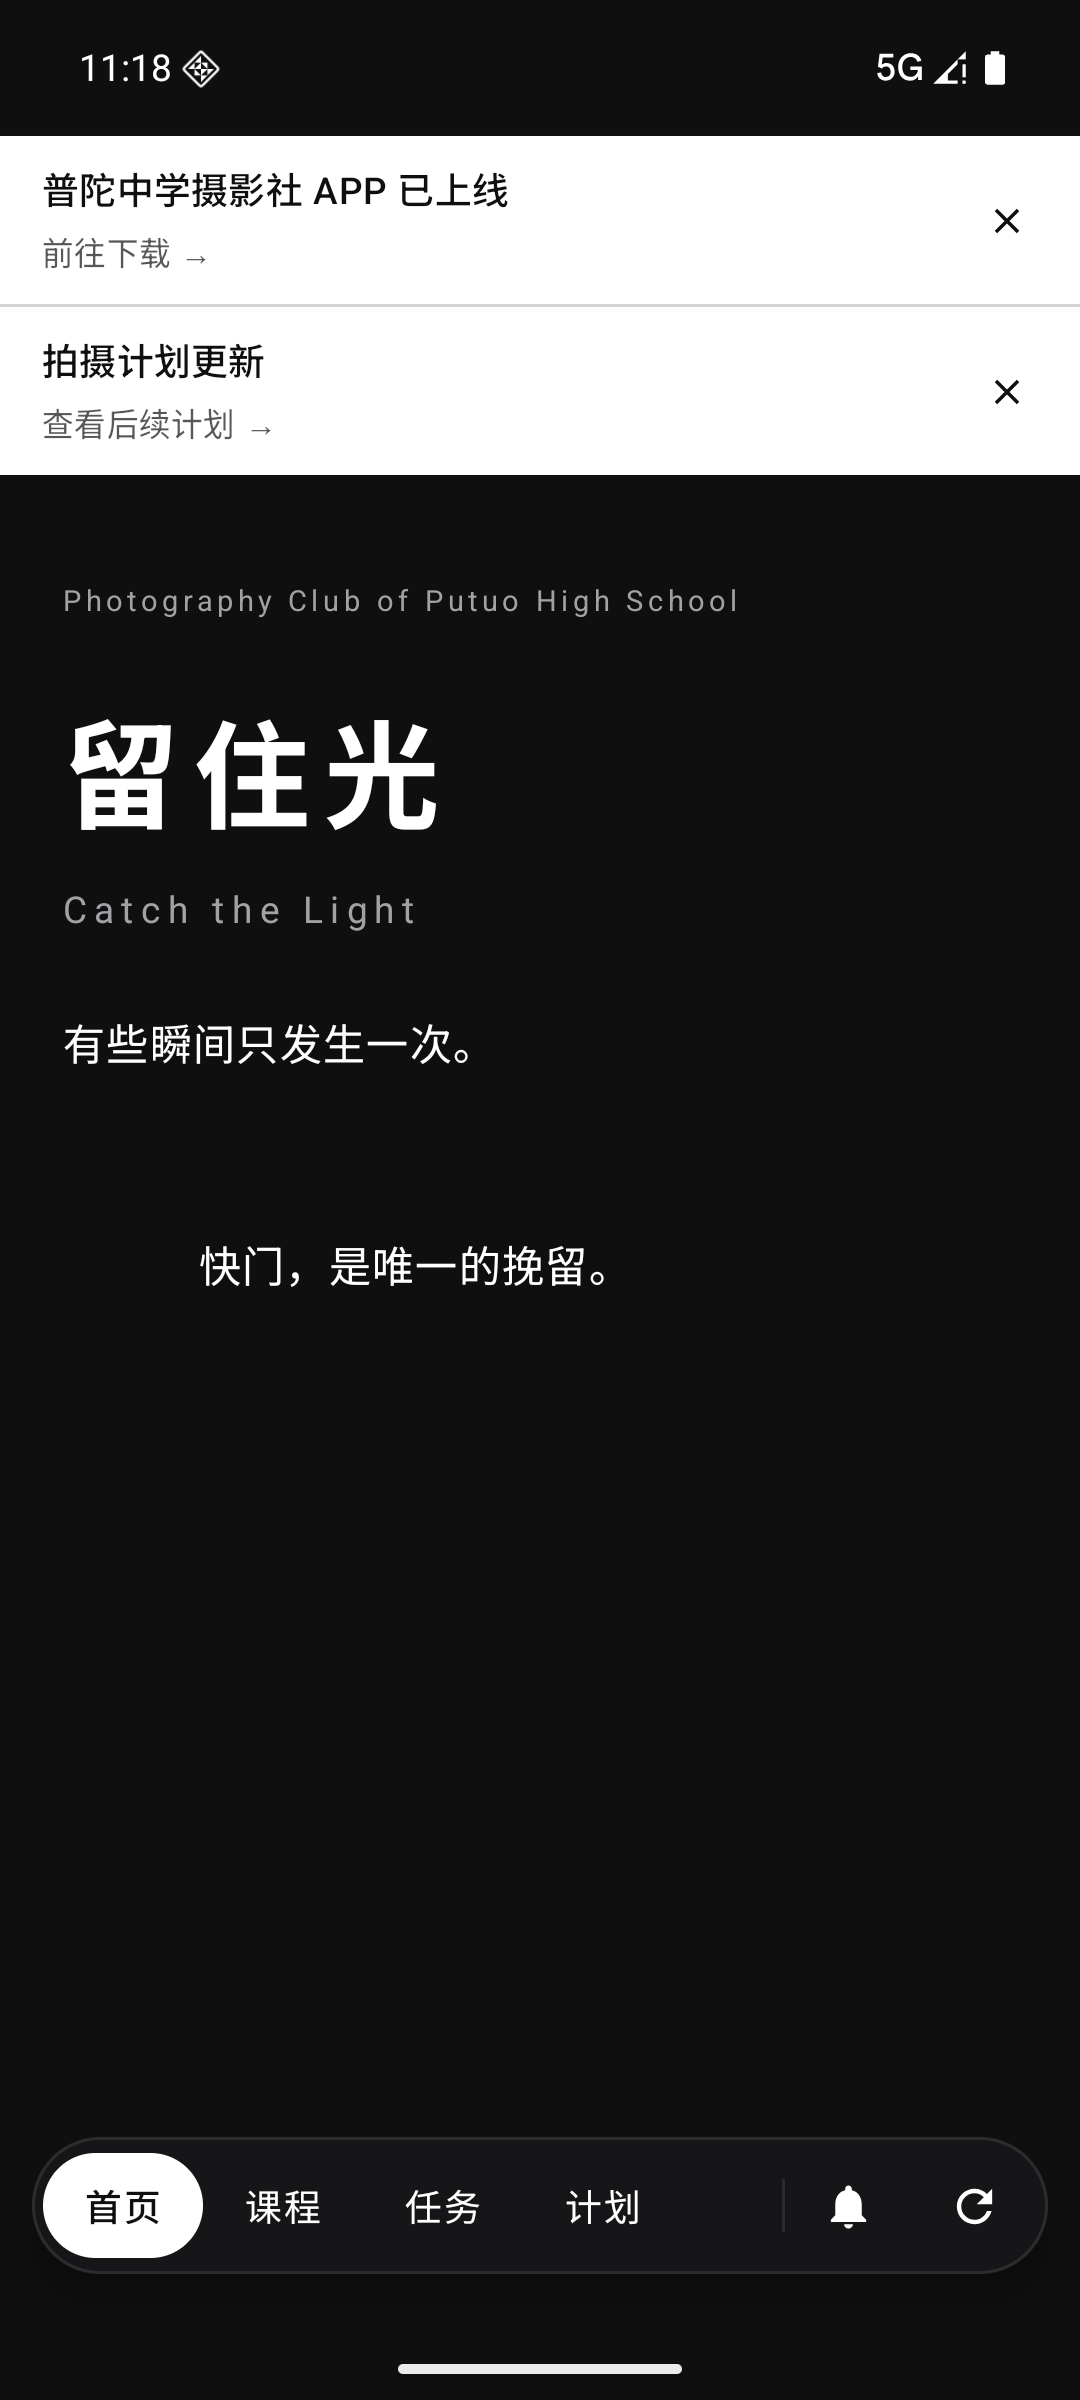 11:18
5G
普陀中学摄影社 APP 已上线
前往下载 →
拍摄计划更新
查看后续计划 →
Photography Club of Putuo High School
留住光
Catch the Light
有些瞬间只发生一次。
快门，是唯一的挽留。
首页 课程 任务 计划